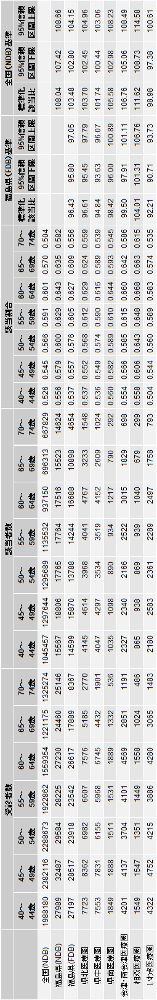 受診者数 該当者数 該当割合 福島県(FDB)基準 全国(NDB)基準
40～44歳 45～49歳 50～54歳 55～59歳 60～64歳 65～69歳 70～74歳 40～44歳 45～49歳 50～54歳 55～59歳 60～64歳 65～69歳 70～74歳 40～44歳 45～49歳 50～54歳 55～59歳 60～64歳 65～69歳 70～74歳 標準化該当比 95%信頼区間下限 95%信頼区間上限 標準化該当比 95%信頼区間下限 95%信頼区間上限
全国(NDB) 1988180 2382116 2288673 1922862 1559354 1221175 1325274 1045457 1297644 1295689 1135532 937150 696313 667829 0.526 0.545 0.566 0.591 0.601 0.570 0.504
福島県(NDB) 27989 32487 29584 28225 27230 24460 25146 15567 18806 17765 17764 17516 15523 14624 0.556 0.579 0.600 0.629 0.643 0.635 0.582 108.04 107.42 108.66
福島県(FDB) 27197 28517 23918 23542 26617 17889 8367 14599 15870 13788 14244 16688 10898 4654 0.537 0.557 0.576 0.605 0.627 0.609 0.556 96.43 95.80 97.05 103.48 102.80 104.15
県北医療圏 7723 8362 6982 6607 7576 5185 2770 4145 4614 3968 4041 4767 3233 1548 0.537 0.552 0.568 0.612 0.629 0.624 0.559 96.61 95.45 97.79 103.70 102.45 104.96
県中医療圏 7553 7831 6155 5968 6745 4432 1901 4047 4297 3534 3519 4152 2609 1024 0.536 0.549 0.574 0.590 0.616 0.589 0.539 94.84 93.63 96.07 101.74 100.44 103.06
県南医療圏 1849 1888 1511 1531 1889 1332 536 1035 1098 890 934 1217 790 292 0.560 0.582 0.589 0.610 0.644 0.593 0.545 98.42 96.00 100.89 105.58 102.98 108.23
会津・南会津医療圏 4201 4137 3704 4101 4569 2851 1191 2327 2340 2166 2522 3015 1829 698 0.554 0.566 0.585 0.615 0.660 0.642 0.586 99.50 97.91 101.11 106.76 105.06 108.49
相双医療圏 1549 1547 1351 1449 1558 1024 486 865 938 869 939 1040 679 299 0.558 0.606 0.643 0.648 0.668 0.663 0.615 104.01 101.31 106.76 111.62 108.73 114.58
いわき医療圏 4322 4752 4215 3886 4280 3065 1483 2180 2583 2361 2289 2497 1758 793 0.504 0.544 0.560 0.589 0.583 0.574 0.535 92.21 90.71 93.73 98.98 97.38 100.61